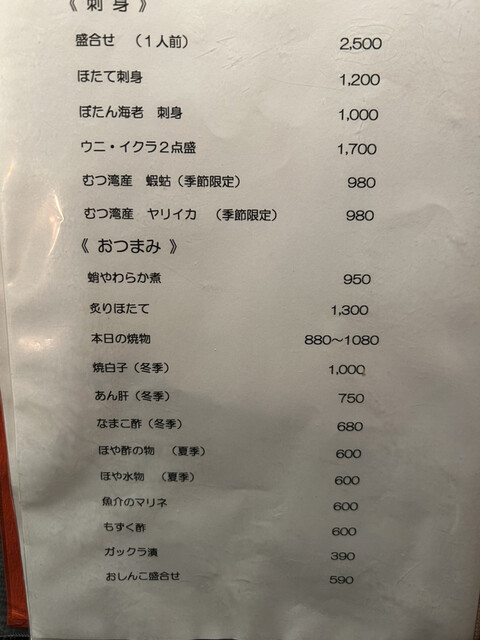 《 刺 身 》
盛合せ （１人前） 2,500
ほたて刺身 1,200
ぼたん海老 刺身 1,000
ウニ・イクラ２点盛 1,700
むつ湾産 蝦蛄（季節限定） 980
むつ湾産 ヤリイカ （季節限定） 980
《 おつまみ 》
蛸やわらか煮 950
炙りほたて 1,300
本日の焼物 880～1080
焼白子（冬季） 1,000
あん肝（冬季） 750
なまこ酢（冬季） 680
ほや酢の物 （夏季） 600
ほや水物 （夏季） 600
魚介のマリネ 600
もずく酢 600
ガックラ漬 390
おしんこ盛合せ 590